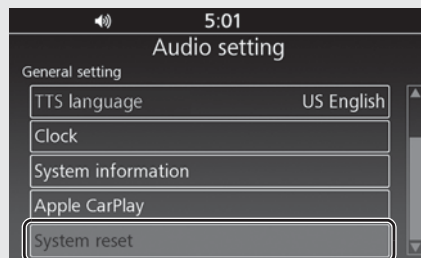 5:01
Audio setting
General setting
TTS language US English
Clock
System information
Apple CarPlay
System reset